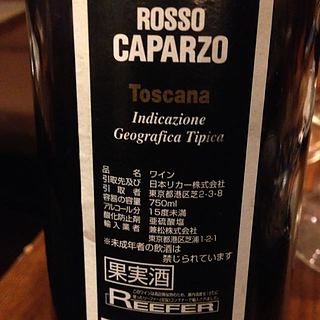 ROSSO
CAPARZO
Toscana
Indicazione
Geografica Tipica
品名 ワイン
引取先及び 日本リカー株式会社
引取者 東京都港区芝2-3-8
容器の容量 750ml
アルコール分 15度未満
酸化防止剤 亜硫酸塩
輸入業者 兼松株式会社
東京都港区芝浦1-2-1
※未成年者の飲酒は
禁じられています
果実酒
REEFER